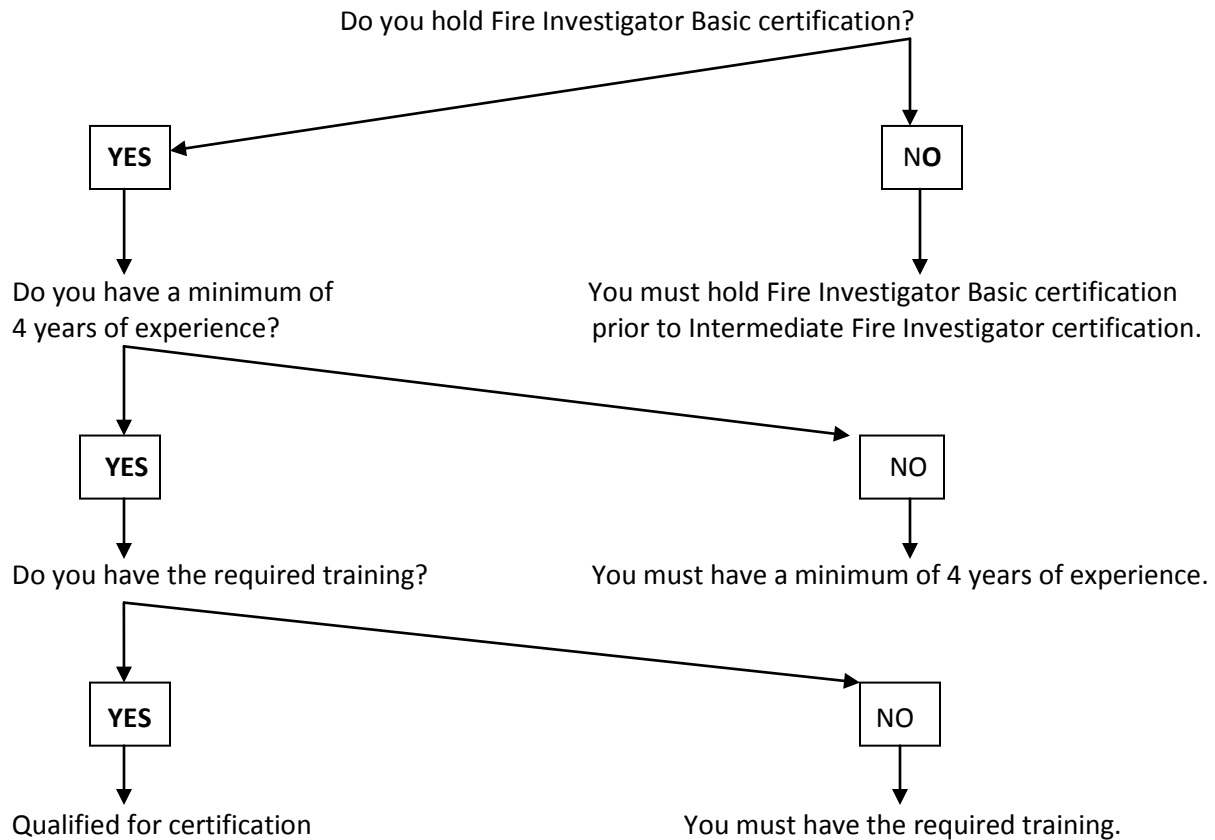 Do you hold Fire Investigator Basic certification?
YES
NO
Do you have a minimum of
4 years of experience?
You must hold Fire Investigator Basic certification
prior to Intermediate Fire Investigator certification.
YES
NO
Do you have the required training?
You must have a minimum of 4 years of experience.
YES
NO
Qualified for certification
You must have the required training.